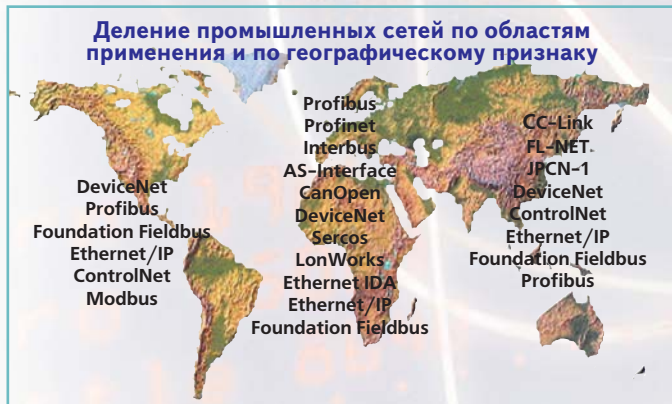 Деление промышленных сетей по областям
применения и по географическому признаку
DeviceNet
Profibus
Foundation Fieldbus
Ethernet/IP
ControlNet
Modbus
Profibus
Profinet
Interbus
AS-Interface
CanOpen
DeviceNet
Sercos
LonWorks
Ethernet IDA
Ethernet/IP
Foundation Fieldbus
CC-Link
FL-NET
JPCN-1
DeviceNet
ControlNet
Ethernet/IP
Foundation Fieldbus
Profibus